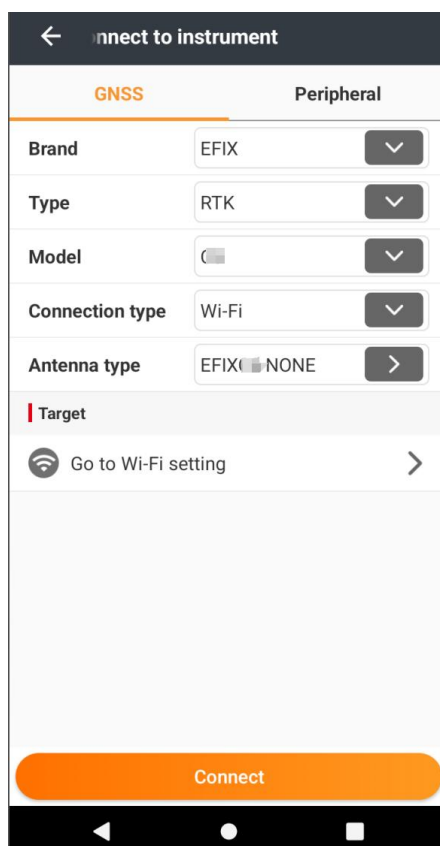 nnect to instrument
GNSS Peripheral
Brand EFIX
Type RTK
Model
Connection type Wi-Fi
Antenna type EFIX NONE
Target
Go to Wi-Fi setting
Connect